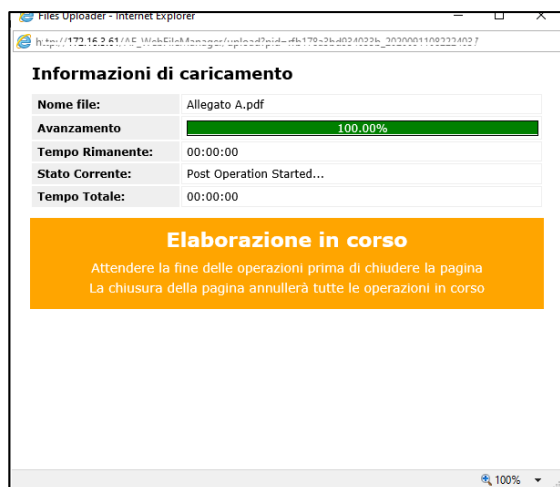 Files Uploader - Internet Explorer
Informazioni di caricamento
Nome file: Allegato A.pdf
Avanzamento 100.00%
Tempo Rimanente: 00:00:00
Stato Corrente: Post Operation Started...
Tempo Totale: 00:00:00
Elaborazione in corso
Attendere la fine delle operazioni prima di chiudere la pagina
La chiusura della pagina annullerà tutte le operazioni in corso
100%